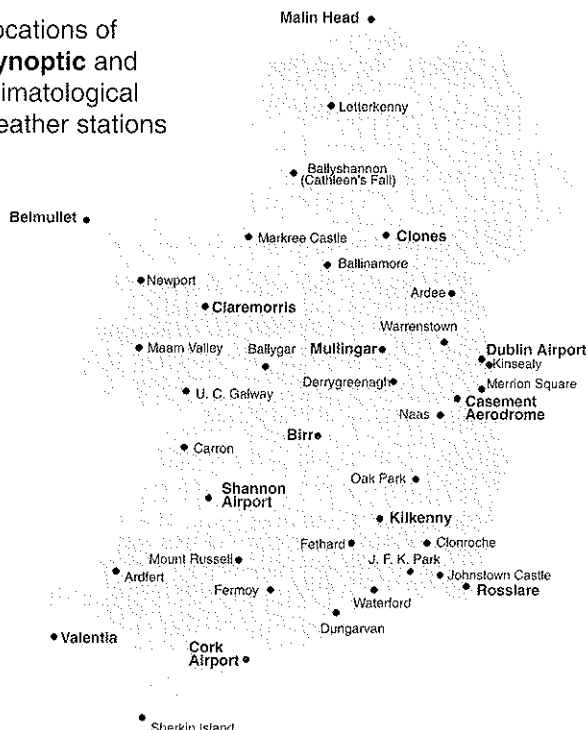 ocations of
ynoptic and
imatological
eather stations
Malin Head
Letterkenny
Ballyshannon
(Cathleen's Fall)
Belmullet
Markree Castle
Clones
Ballinamore
Newport
Ardee
Claremorris
Warrenstown
Maam Valley
Ballygar
Mullingar
Dublin Airport
Kinsealy
Derrygreenagh
Merrion Square
U. C. Galway
Casement
Aerodrome
Naas
Birr
Carron
Oak Park
Shannon
Airport
Kilkenny
Fethard
Clonroche
Mount Russell
J. F. K. Park
Ardfert
Johnstown Castle
Fermoy
Rosslare
Waterford
Dungarvan
Valentia
Cork
Airport
Sherkin Island